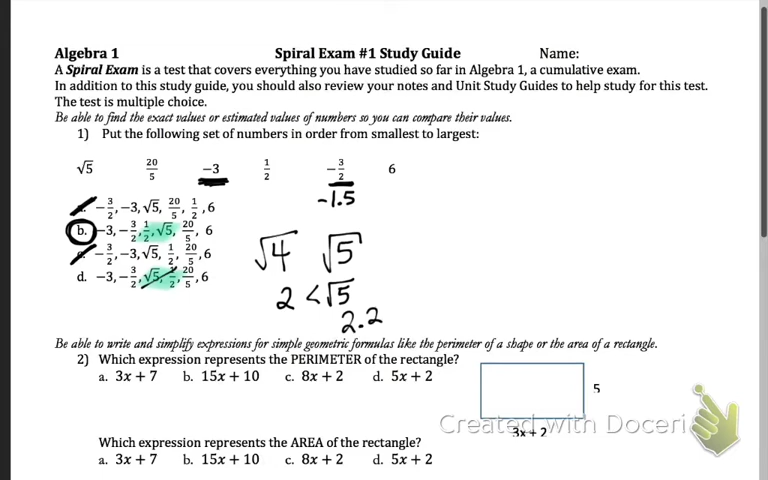 Algebra 1 Spiral Exam #1 Study Guide Name:
A Spiral Exam is a test that covers everything you have studied so far in Algebra 1, a cumulative exam.
In addition to this study guide, you should also review your notes and Unit Study Guides to help study for this test.
The test is multiple choice.
Be able to find the exact values or estimated values of numbers so you can compare their values.
1) Put the following set of numbers in order from smallest to largest:
√5 20/5 −3 1/2 −3/2 6
-1.5
a. −3/2, −3, √5, 20/5, 1/2, 6
b. −3, −3/2, 1/2, √5, 20/5, 6
c. −3/2, −3, √5, 1/2, 20/5, 6
d. −3, −3/2, √5, 1/2, 20/5, 6
√4 √5
2 < √5
2.2
Be able to write and simplify expressions for simple geometric formulas like the perimeter of a shape or the area of a rectangle.
2) Which expression represents the PERIMETER of the rectangle?
a. 3x + 7 b. 15x + 10 c. 8x + 2 d. 5x + 2
5
3x + 2
Created with Doceri
Which expression represents the AREA of the rectangle?
a. 3x + 7 b. 15x + 10 c. 8x + 2 d. 5x + 2